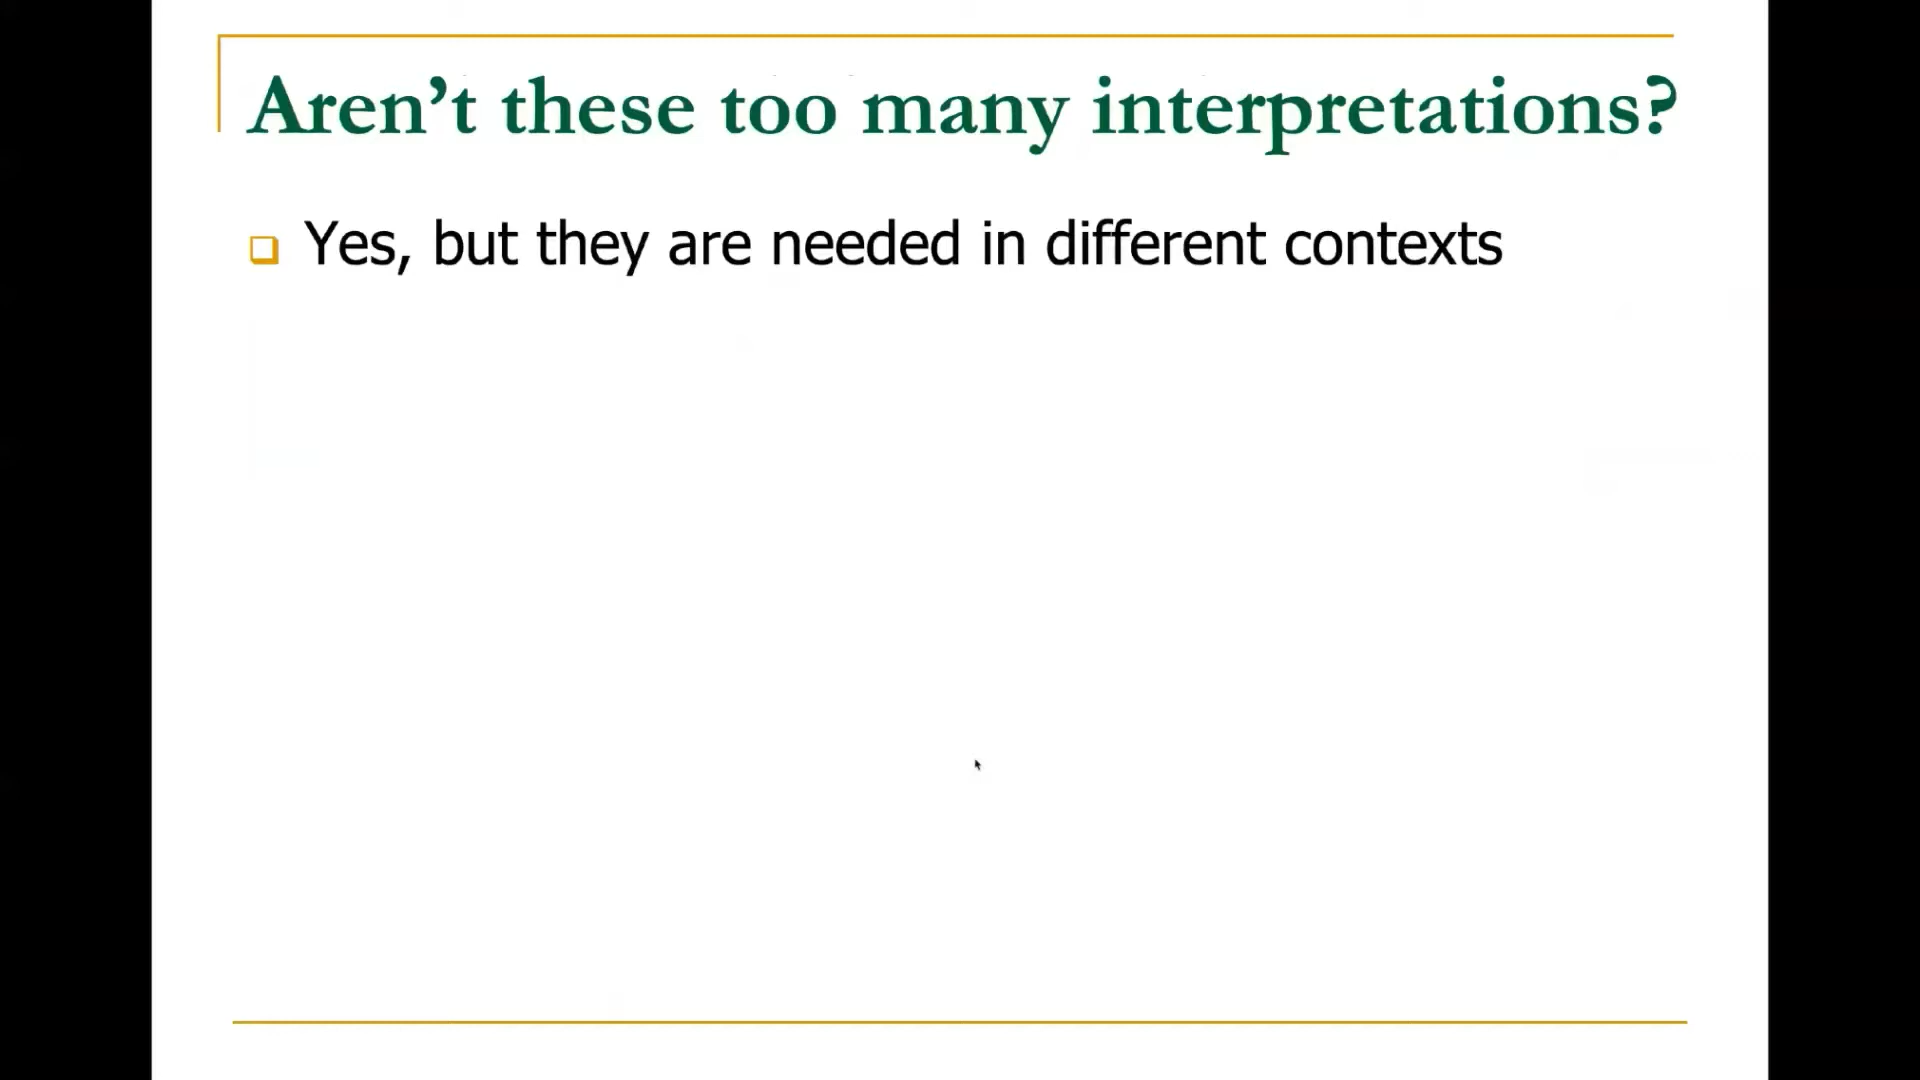 Aren’t these too many interpretations?
Yes, but they are needed in different contexts